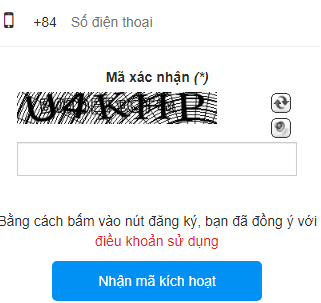 +84 Số điện thoại
Mã xác nhận (*)
Bằng cách bấm vào nút đăng ký, bạn đã đồng ý với
điều khoản sử dụng
Nhận mã kích hoạt